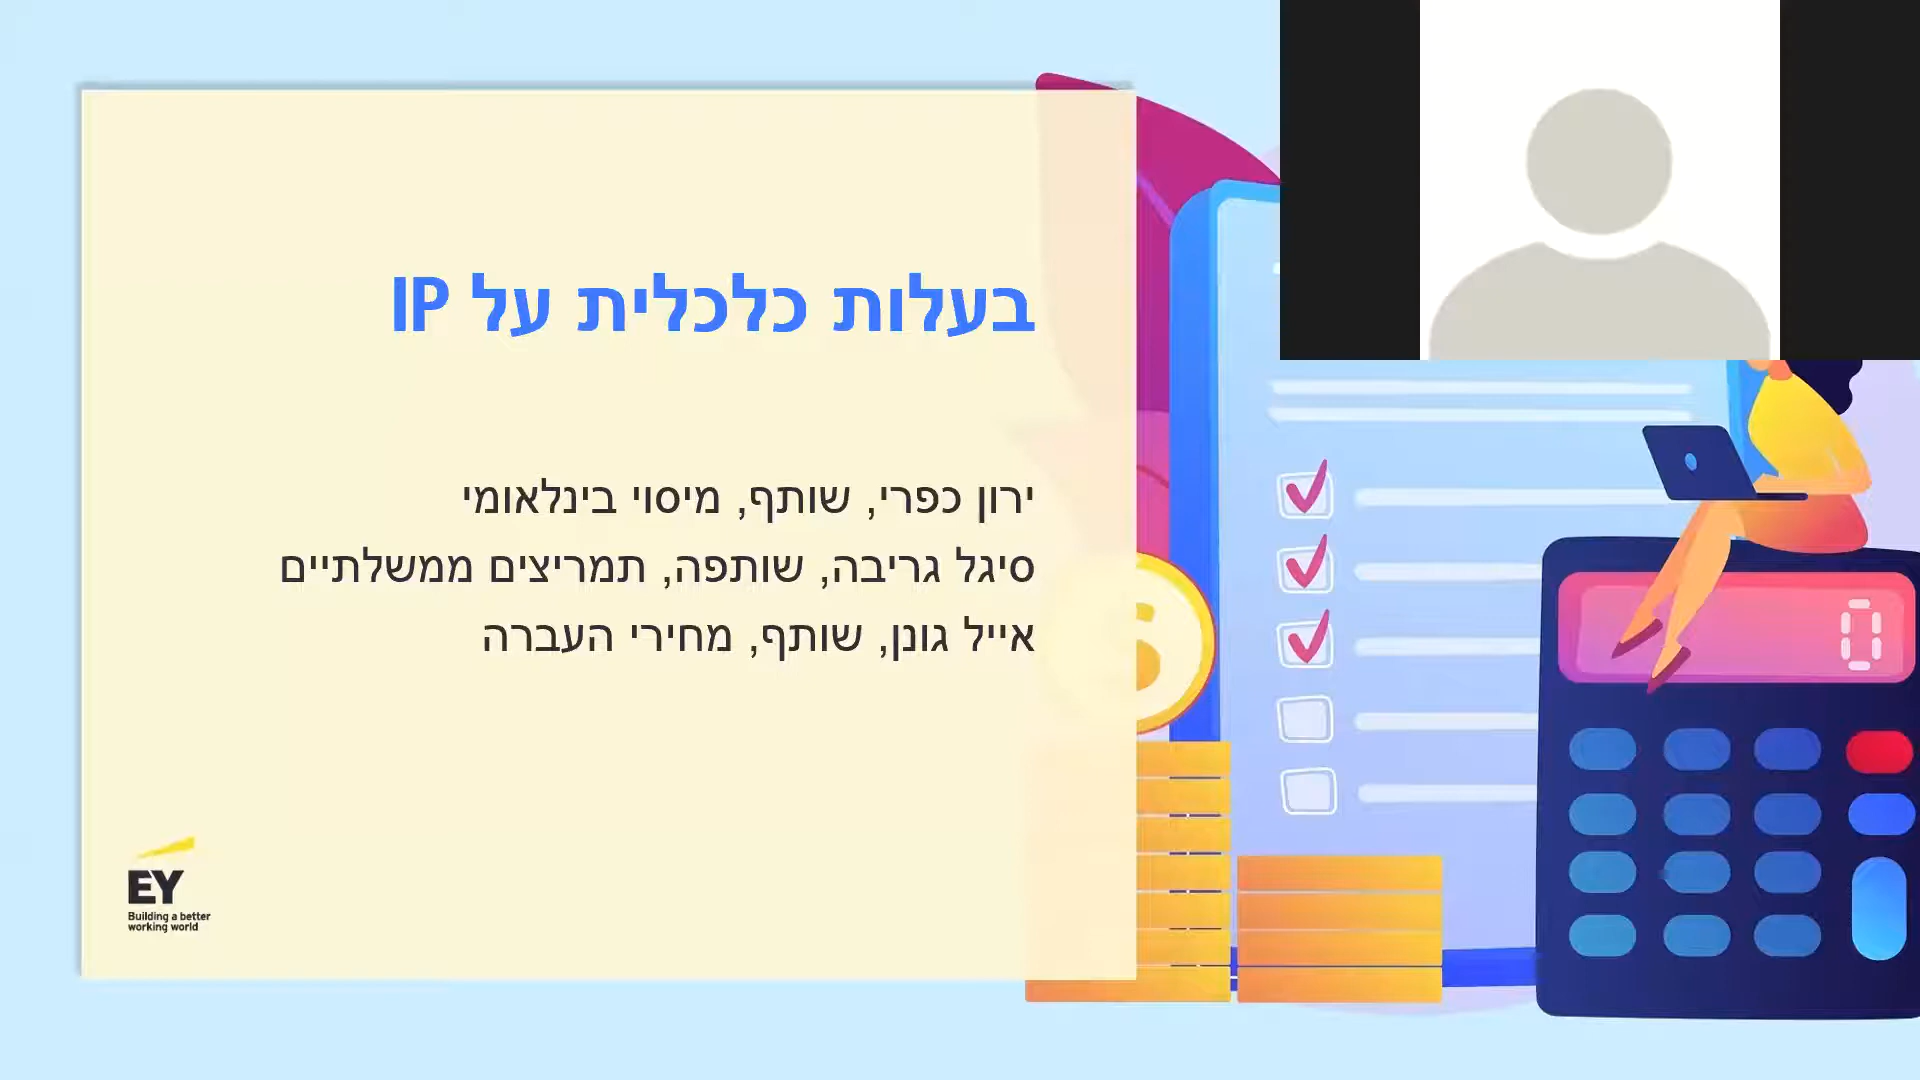 בעלות כלכלית על IP
ירון כפרי, שותף, מיסוי בינלאומי
סיגל גריבה, שותפה, תמריצים ממשלתיים
אייל גונן, שותף, מחירי העברה
EY
Building a better
working world
$
0